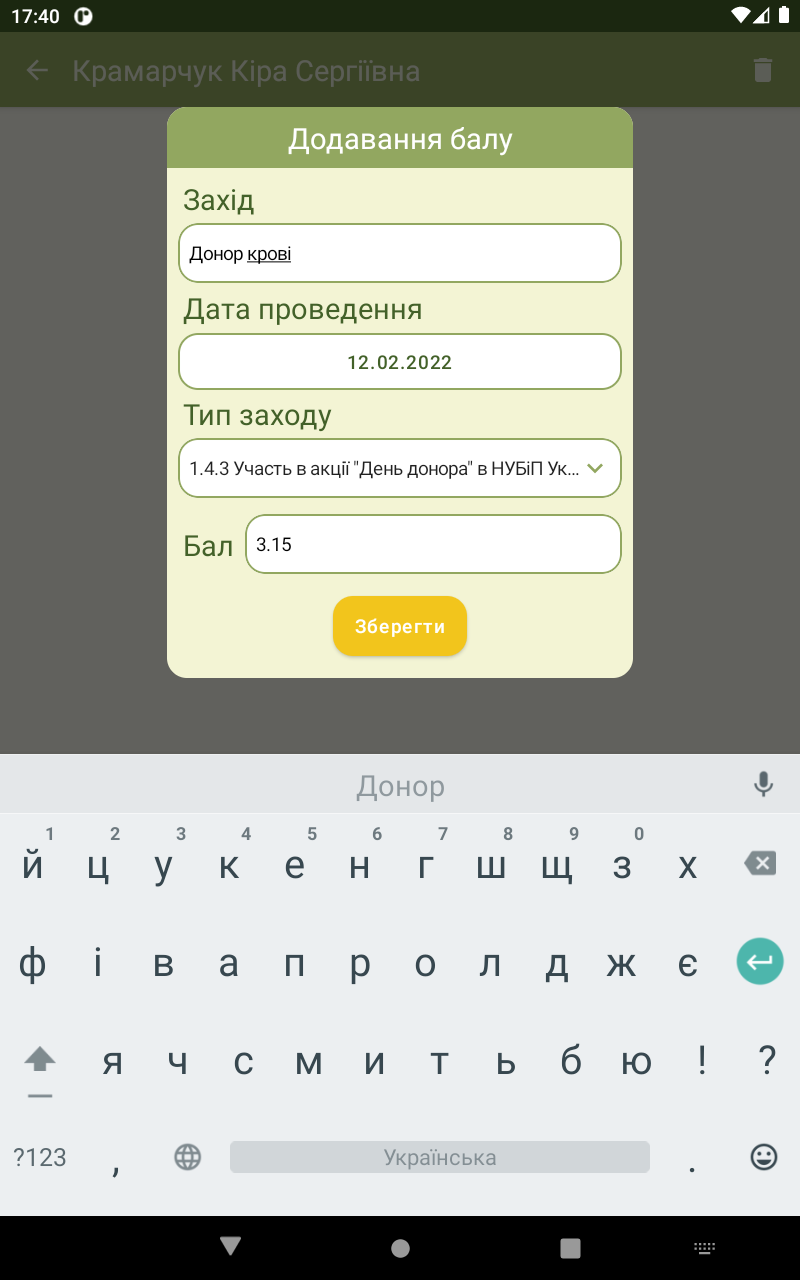 17:40
Крамарчук Кіра Сергіївна
Додавання балу
Захід
Донор крові
Дата проведення
12.02.2022
Тип заходу
1.4.3 Участь в акції "День донора" в НУБіП Ук...
Бал
3.15
Зберегти
Донор
1 2 3 4 5 6 7 8 9 0
й ц у к е н г ш щ з х
ф і в а п р о л д ж є
я ч с м и т ь б ю ! ?
?123 , Українська .